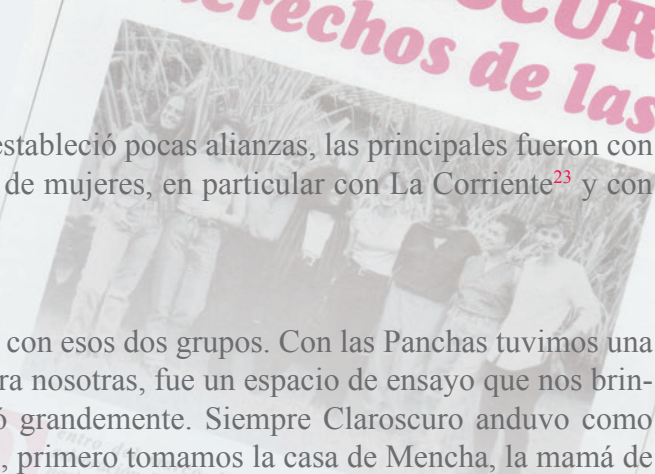 SCUR
erechos de las
estableció pocas alianzas, las principales fueron con
de mujeres, en particular con La Corriente23 y con
con esos dos grupos. Con las Panchas tuvimos una
ra nosotras, fue un espacio de ensayo que nos brin-
ó grandemente. Siempre Claroscuro anduvo como
, primero tomamos la casa de Mencha, la mamá de